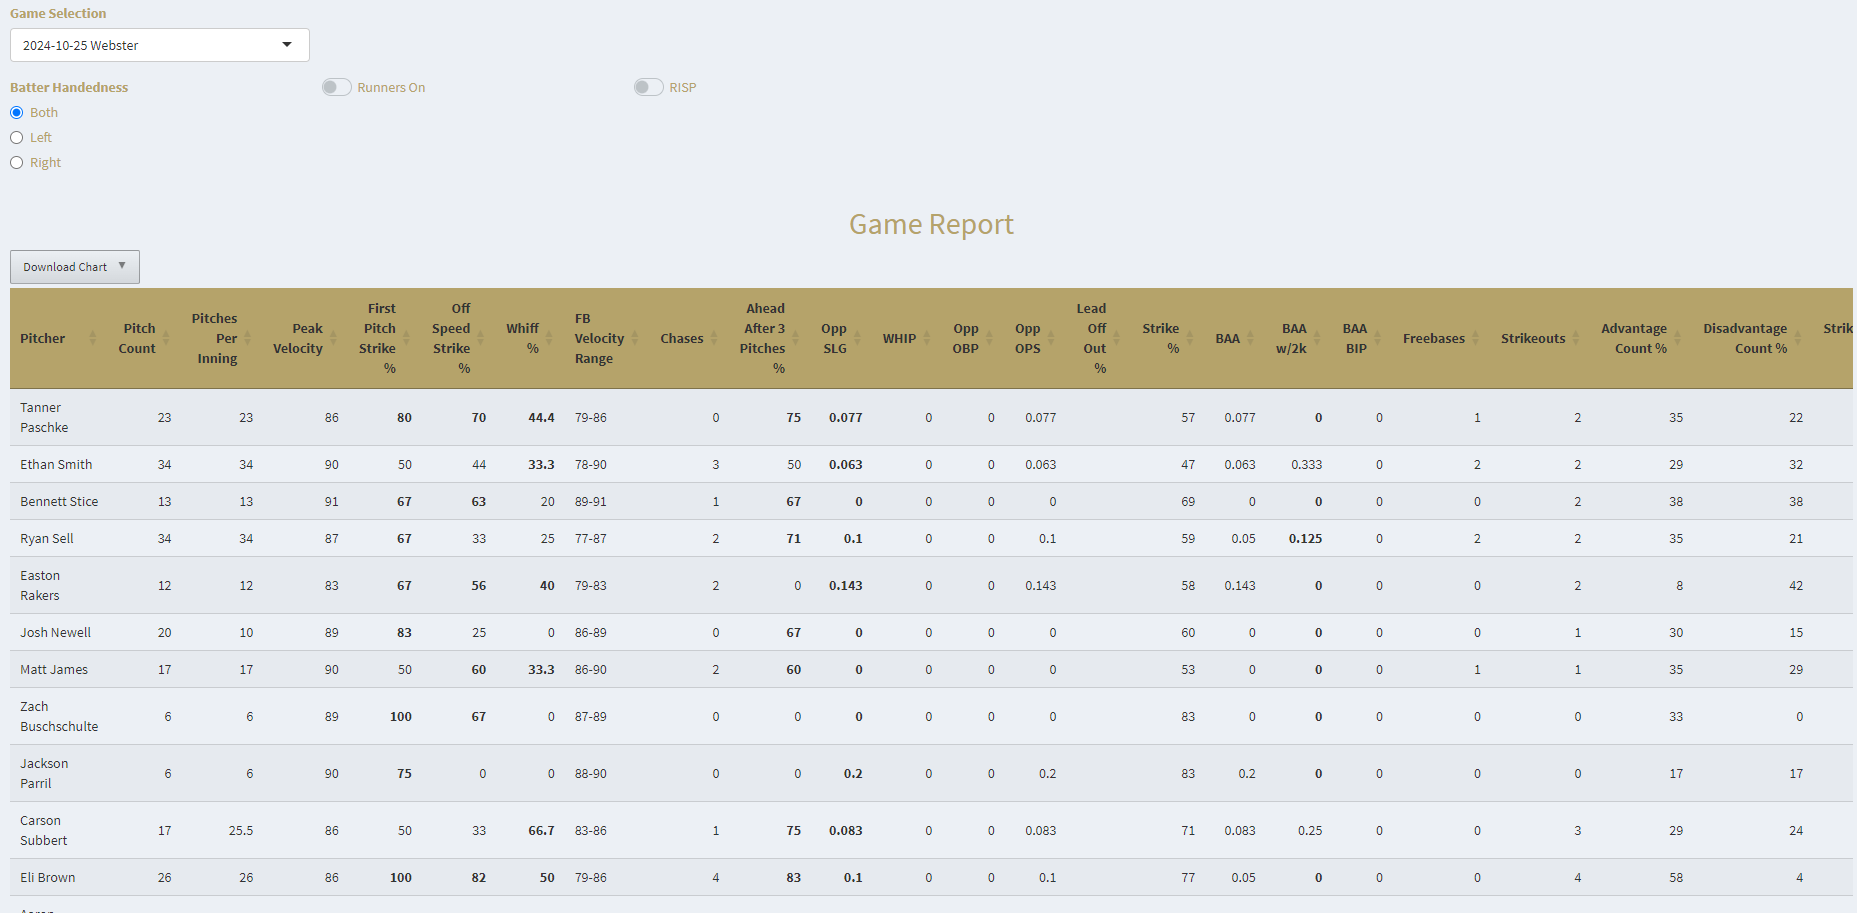 Game Selection
2024-10-25 Webster
Batter Handedness
Runners On
RISP
Both
Left
Right
Game Report
Download Chart
Pitcher Pitch Count Pitches Per Inning Peak Velocity First Pitch Strike % Off Speed Strike % Whiff % FB Velocity Range Chases Ahead After 3 Pitches % Opp SLG WHIP Opp OBP Opp OPS Lead Off Out % Strike % BAA BAA w/2k BAA BIP Freebases Strikeouts Advantage Count % Disadvantage Count % Strik
Tanner Paschke 23 23 86 80 70 44.4 79-86 0 75 0.077 0 0 0.077 57 0.077 0 0 1 2 35 22
Ethan Smith 34 34 90 50 44 33.3 78-90 3 50 0.063 0 0 0.063 47 0.063 0.333 0 2 2 29 32
Bennett Stice 13 13 91 67 63 20 89-91 1 67 0 0 0 0 69 0 0 0 0 2 38 38
Ryan Sell 34 34 87 67 33 25 77-87 2 71 0.1 0 0 0.1 59 0.05 0.125 0 2 2 35 21
Easton Rakers 12 12 83 67 56 40 79-83 2 0 0.143 0 0 0.143 58 0.143 0 0 0 2 8 42
Josh Newell 20 10 89 83 25 0 86-89 0 67 0 0 0 0 60 0 0 0 0 1 30 15
Matt James 17 17 90 50 60 33.3 86-90 2 60 0 0 0 0 53 0 0 0 1 1 35 29
Zach Buschschulte 6 6 89 100 67 0 87-89 0 0 0 0 0 0 83 0 0 0 0 0 33 0
Jackson Parril 6 6 90 75 0 0 88-90 0 0 0.2 0 0 0.2 83 0.2 0 0 0 0 17 17
Carson Subbert 17 25.5 86 50 33 66.7 83-86 1 75 0.083 0 0 0.083 71 0.083 0.25 0 0 3 29 24
Eli Brown 26 26 86 100 82 50 79-86 4 83 0.1 0 0 0.1 77 0.05 0 0 0 4 58 4